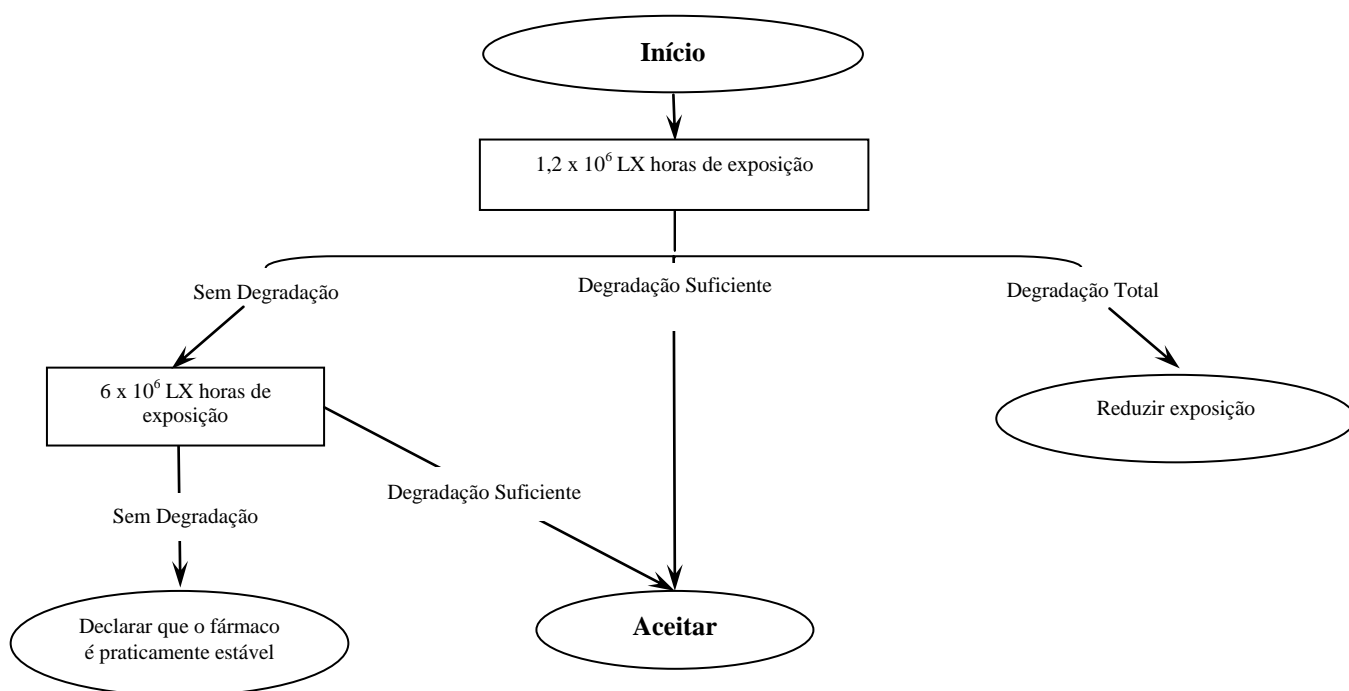 Início
1,2 x 10⁶ LX horas de exposição
Sem Degradação
Degradação Suficiente
Degradação Total
6 x 10⁶ LX horas de
exposição
Reduzir exposição
Degradação Suficiente
Sem Degradação
Declarar que o fármaco
é praticamente estável
Aceitar